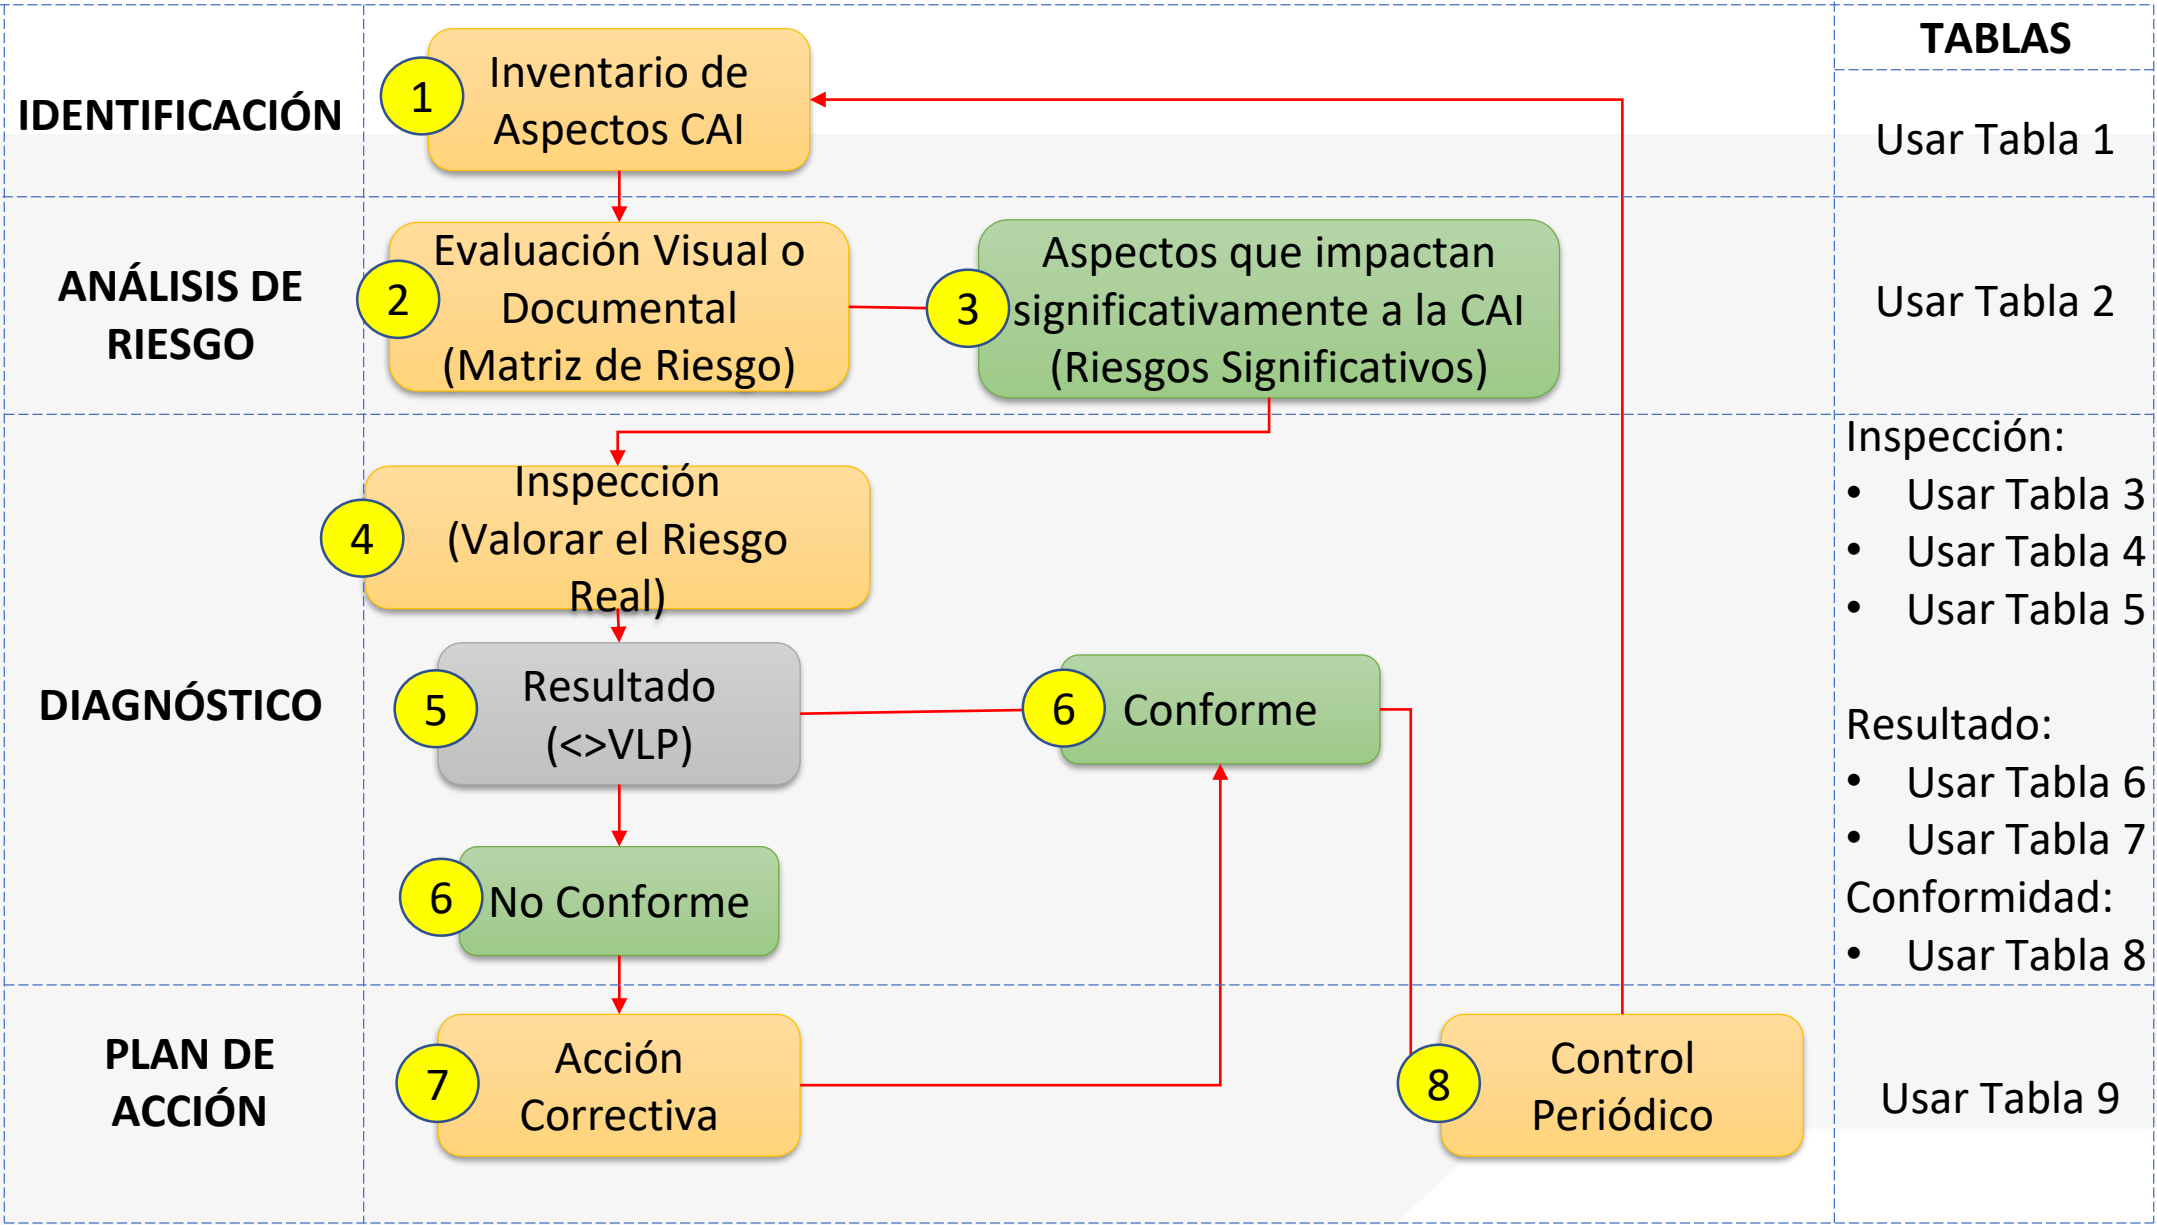 TABLAS
IDENTIFICACIÓN
1
Inventario de
Aspectos CAI
Usar Tabla 1
ANÁLISIS DE
RIESGO
2
Evaluación Visual o
Documental
(Matriz de Riesgo)
3
Aspectos que impactan
significativamente a la CAI
(Riesgos Significativos)
Usar Tabla 2
DIAGNÓSTICO
4
Inspección
(Valorar el Riesgo
Real)
5
Resultado
(<>VLP)
6
Conforme
6
No Conforme
Inspección:
• Usar Tabla 3
• Usar Tabla 4
• Usar Tabla 5
Resultado:
• Usar Tabla 6
• Usar Tabla 7
Conformidad:
• Usar Tabla 8
PLAN DE
ACCIÓN
7
Acción
Correctiva
8
Control
Periódico
Usar Tabla 9